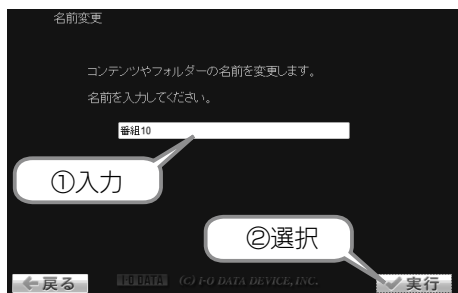 名前変更
コンテンツやフォルダーの名前を変更します。
名前を入力してください。
番組10
①入力
②選択
戻る
I-O DATA (C) I-O DATA DEVICE, INC.
実行